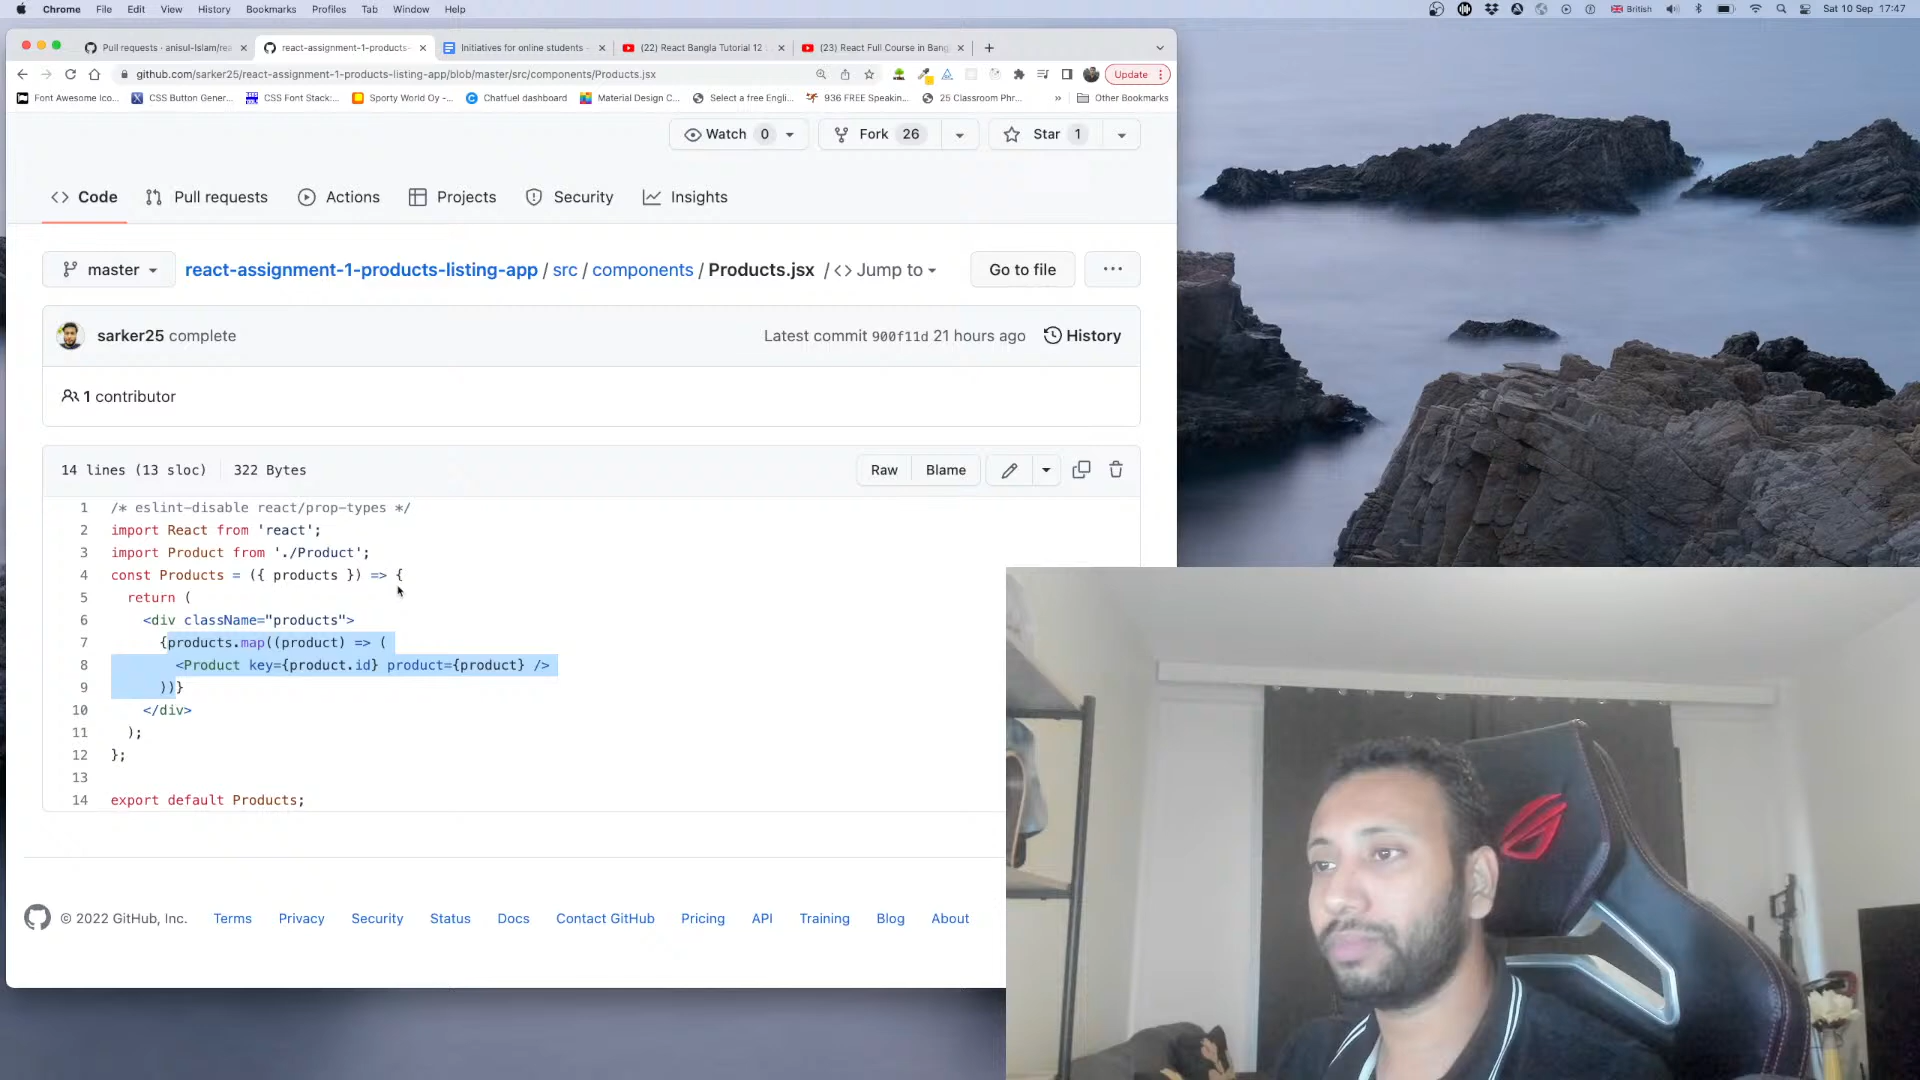 Chrome File Edit View History Bookmarks Profiles Tab Window Help
British Sat 10 Sep 17:47
Pull requests · anisul-Islam/rea
react-assignment-1-products-
Initiatives for online students -
(22) React Bangla Tutorial 12
(23) React Full Course in Bang
github.com/sarker25/react-assignment-1-products-listing-app/blob/master/src/components/Products.jsx
Update
Font Awesome Ico...
CSS Button Gener...
CSS Font Stack:...
Sporty World Oy -...
Chatfuel dashboard
Material Design C...
Select a free Engli...
936 FREE Speakin...
25 Classroom Phr...
»
Other Bookmarks
Watch 0
Fork 26
Star 1
Code
Pull requests
Actions
Projects
Security
Insights
master
react-assignment-1-products-listing-app / src / components / Products.jsx / <> Jump to
Go to file
...
sarker25 complete
Latest commit 900f11d 21 hours ago
History
1 contributor
14 lines (13 sloc) 322 Bytes
Raw Blame
1 /* eslint-disable react/prop-types */
2 import React from 'react';
3 import Product from './Product';
4 const Products = ({ products }) => {
5 return (
6 <div className="products">
7 {products.map((product) => (
8 <Product key={product.id} product={product} />
9 ))}
10 </div>
11 );
12 };
13
14 export default Products;
© 2022 GitHub, Inc. Terms Privacy Security Status Docs Contact GitHub Pricing API Training Blog About